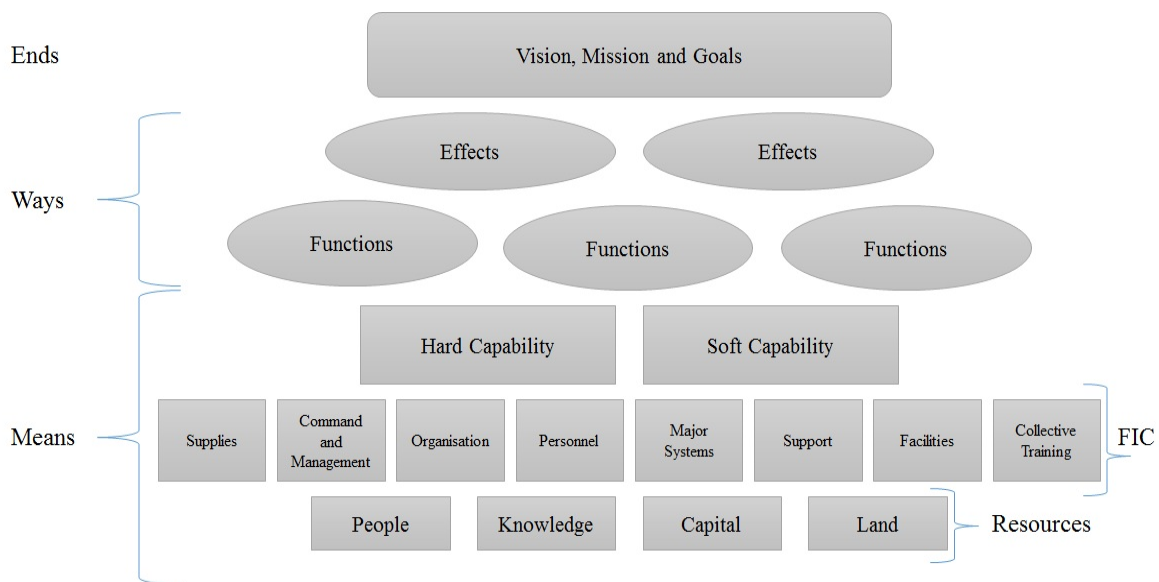 Ends
Vision, Mission and Goals
Ways
Effects
Effects
Functions
Functions
Functions
Means
Hard Capability
Soft Capability
Supplies
Command
and
Management
Organisation
Personnel
Major
Systems
Support
Facilities
Collective
Training
FIC
People
Knowledge
Capital
Land
Resources